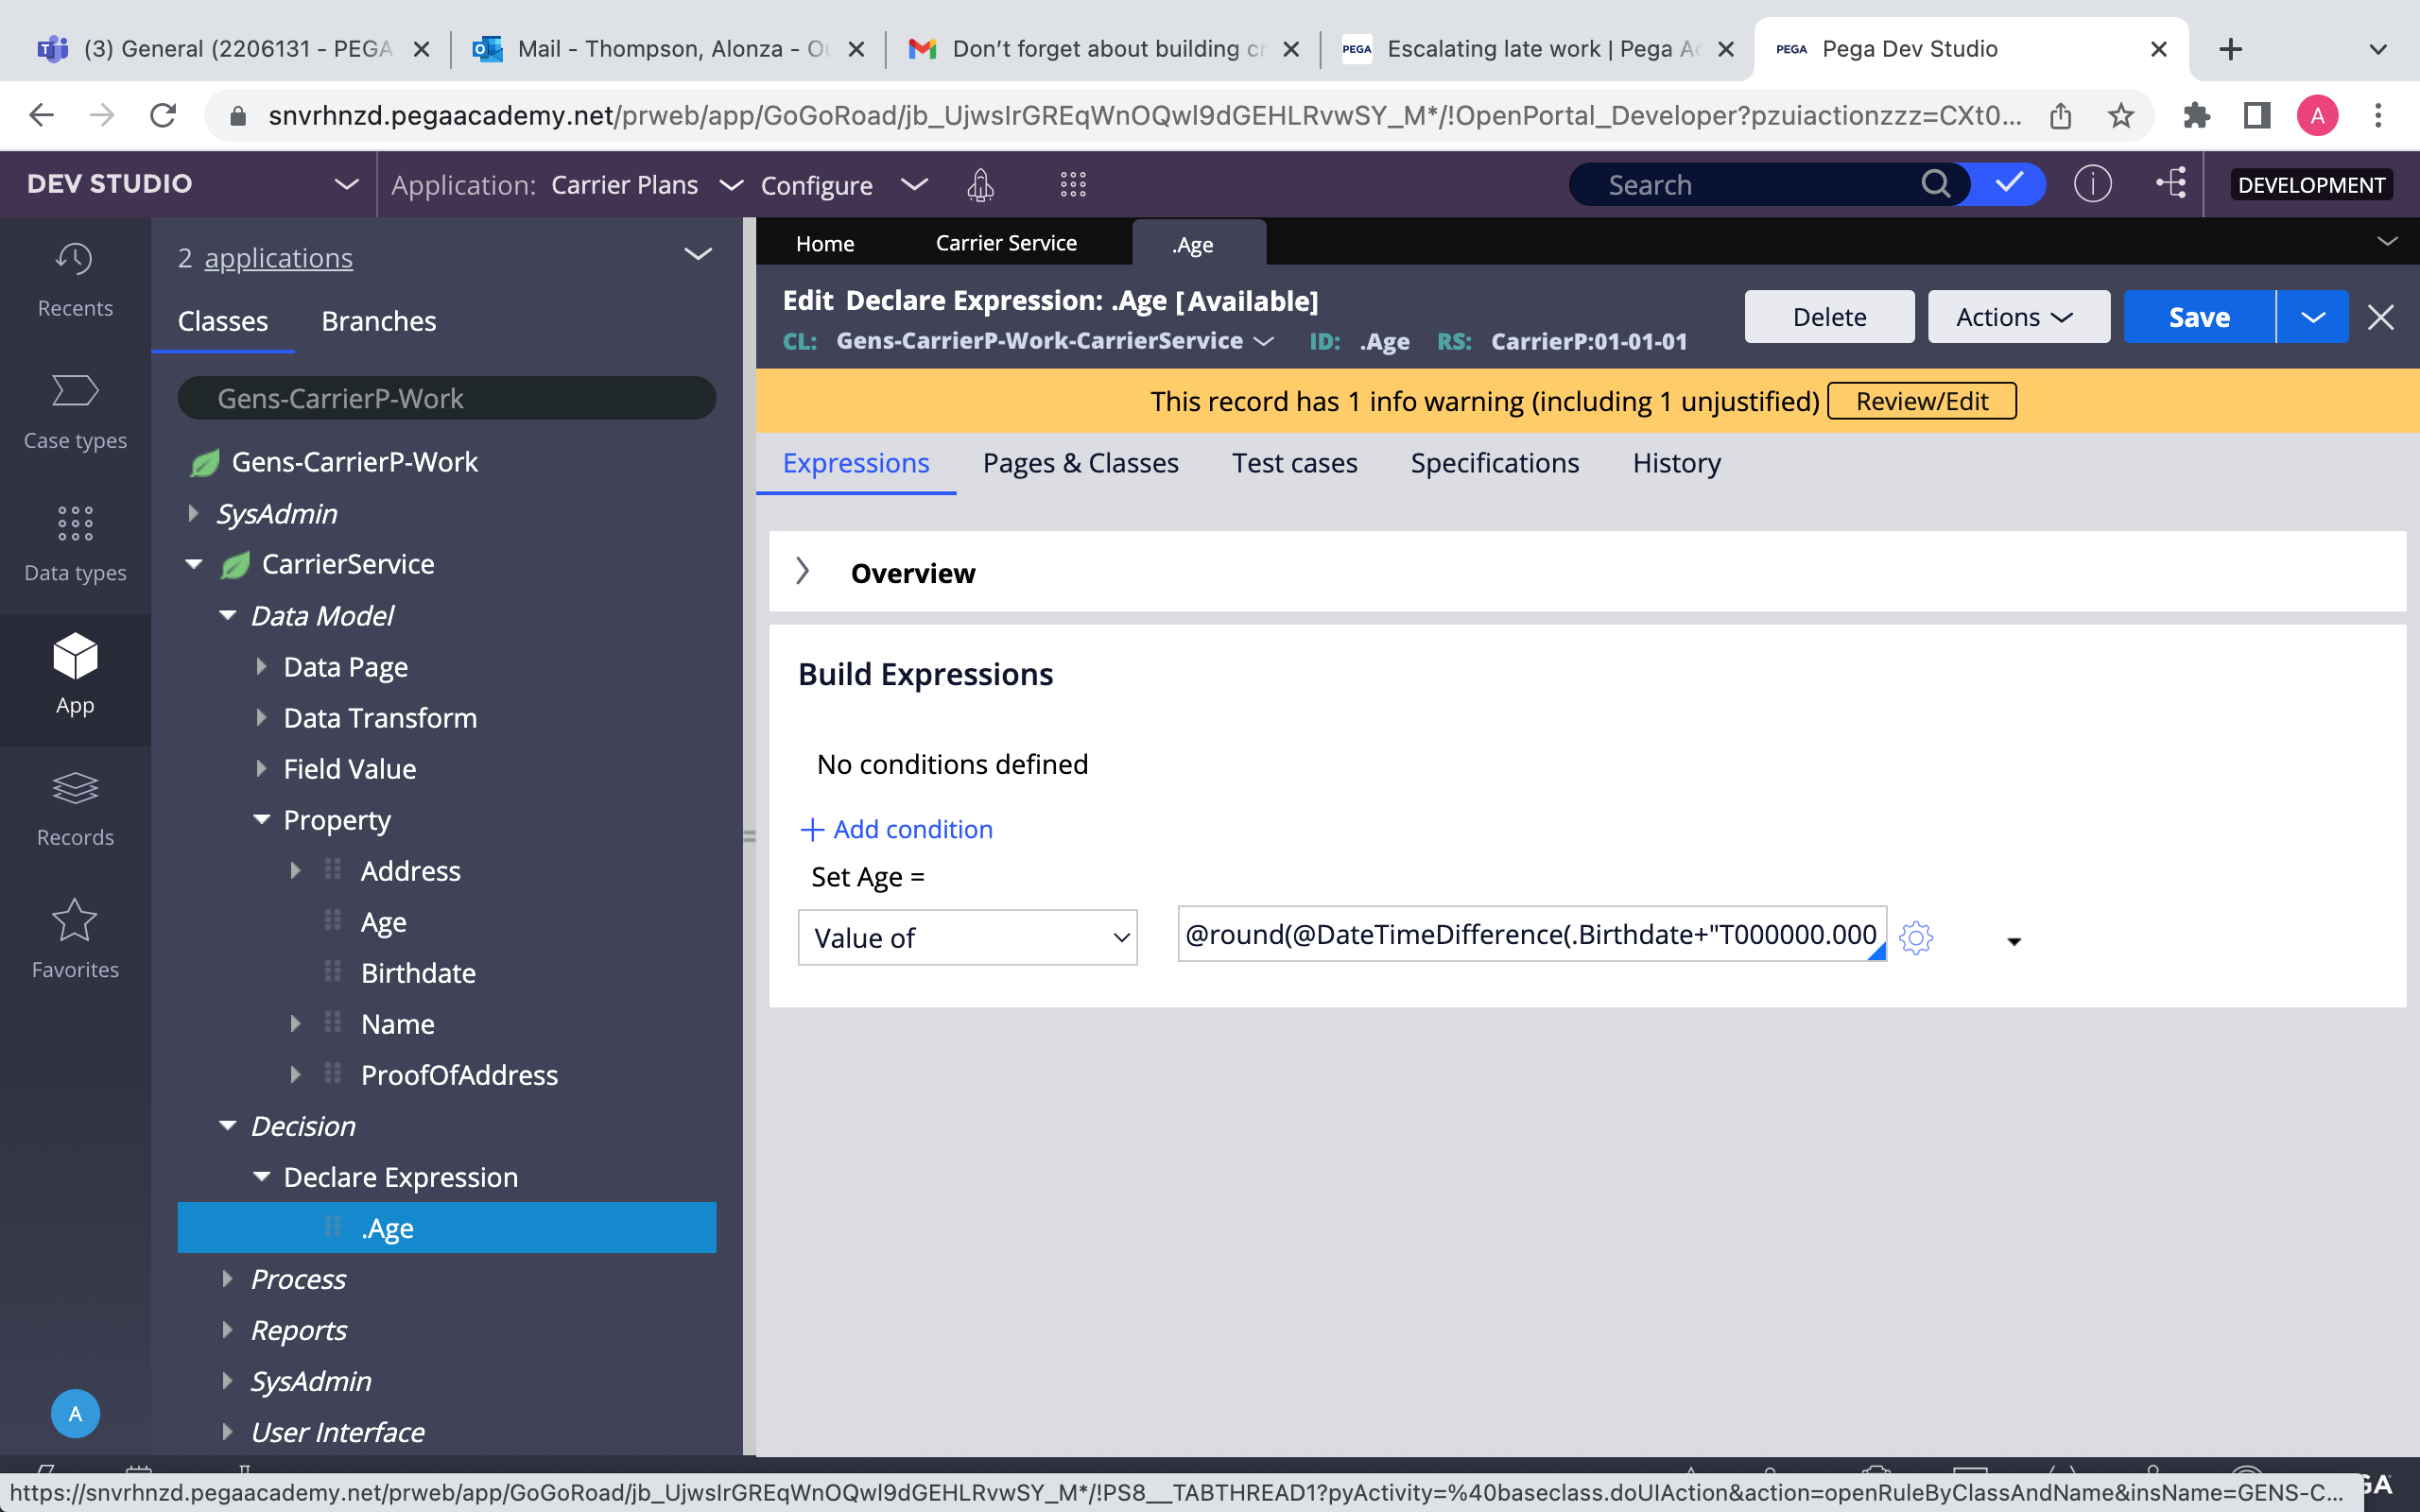 (3) General (2206131 - PEGA
Mail - Thompson, Alonza - Ou
Don't forget about building cr
PEGA Escalating late work | Pega Ac
PEGA Pega Dev Studio
snvrhnzd.pegaacademy.net/prweb/app/GoGoRoad/jb_UjwsIrGREqWnOQwl9dGEHLRvwSY_M*/!OpenPortal_Developer?pzuiactionzzz=CXt0...
A
DEV STUDIO
Application: Carrier Plans
Configure
Search
DEVELOPMENT
Recents
Case types
Data types
App
Records
Favorites
A
2 applications
Classes
Branches
Gens-CarrierP-Work
Gens-CarrierP-Work
SysAdmin
CarrierService
Data Model
Data Page
Data Transform
Field Value
Property
Address
Age
Birthdate
Name
ProofOfAddress
Decision
Declare Expression
.Age
Process
Reports
SysAdmin
User Interface
Home
Carrier Service
.Age
Edit Declare Expression: .Age [Available]
CL: Gens-CarrierP-Work-CarrierService ID: .Age RS: CarrierP:01-01-01
Delete
Actions
Save
This record has 1 info warning (including 1 unjustified) Review/Edit
Expressions
Pages & Classes
Test cases
Specifications
History
Overview
Build Expressions
No conditions defined
Add condition
Set Age =
Value of
@round(@DateTimeDifference(.Birthdate+"T000000.000
https://snvrhnzd.pegaacademy.net/prweb/app/GoGoRoad/jb_UjwsIrGREqWnOQwl9dGEHLRvwSY_M*/!PS8__TABTHREAD1?pyActivity=%40baseclass.doUIAction&action=openRuleByClassAndName&insName=GENS-C...